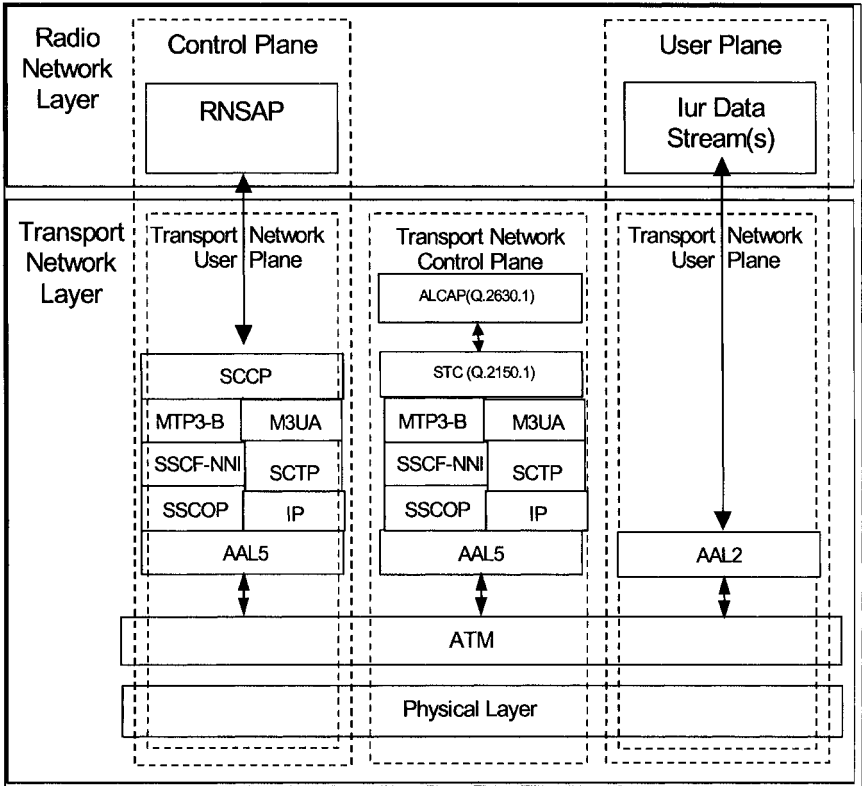 Radio
Network
Layer
Control Plane
User Plane
RNSAP
Iur Data
Stream(s)
Transport
Network
Layer
Transport Network
User Plane
Transport Network
Control Plane
Transport Network
User Plane
ALCAP(Q.2630.1)
SCCP
STC (Q.2150.1)
MTP3-B
M3UA
MTP3-B
M3UA
SSCF-NNI
SCTP
SSCF-NNI
SCTP
SSCOP
IP
SSCOP
IP
AAL5
AAL5
AAL2
ATM
Physical Layer